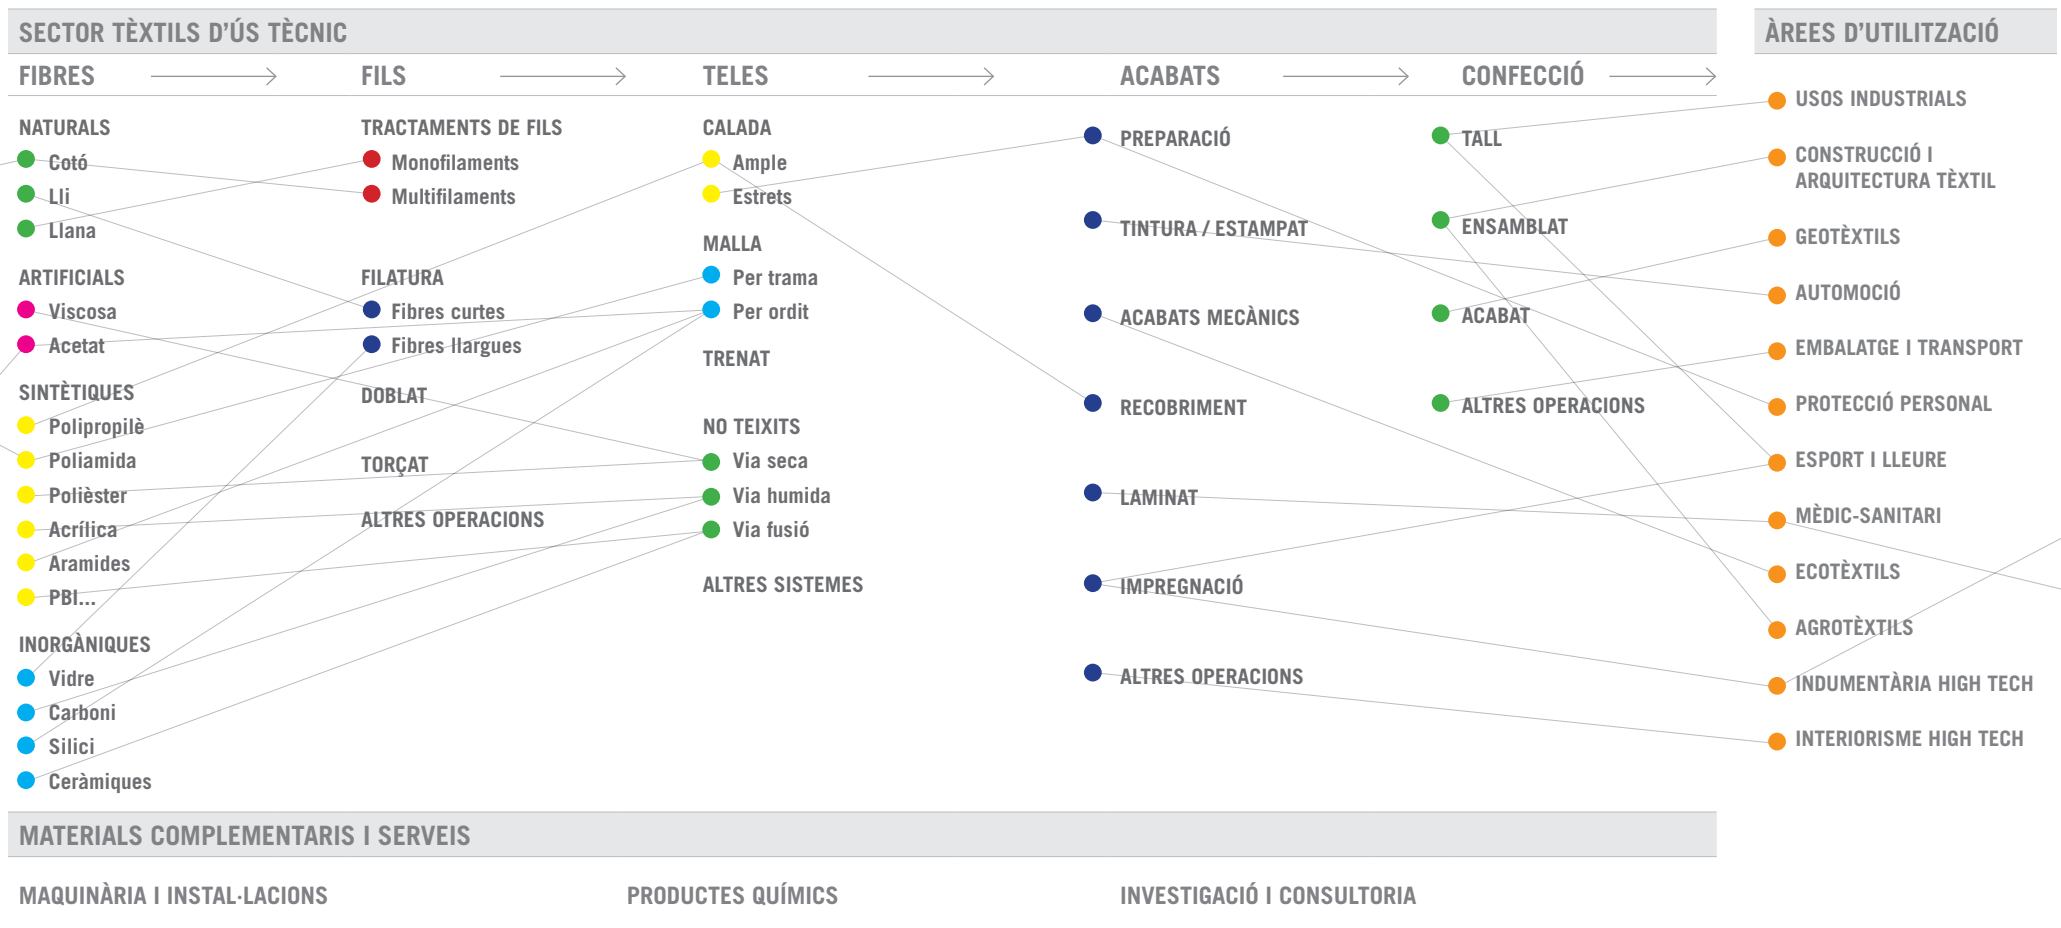 SECTOR TÈXTILS D'ÚS TÈCNIC
FIBRES
FILS
TELES
ACABATS
CONFECCIÓ
NATURALS
Cotó
Lli
Llana
ARTIFICIALS
Viscosa
Acetat
SINTÈTIQUES
Polipropilè
Poliamida
Polièster
Acrílica
Aramides
PBI...
INORGÀNIQUES
Vidre
Carboni
Silici
Ceràmiques
TRACTAMENTS DE FILS
Monofilaments
Multifilaments
FILATURA
Fibres curtes
Fibres llargues
DOBLAT
TORÇAT
ALTRES OPERACIONS
CALADA
Ample
Estrets
MALLA
Per trama
Per ordit
TRENAT
NO TEIXITS
Via seca
Via humida
Via fusió
ALTRES SISTEMES
PREPARACIÓ
TINTURA / ESTAMPAT
ACABATS MECÀNICS
RECOBRIMENT
LAMINAT
IMPREGNACIÓ
ALTRES OPERACIONS
TALL
ENSAMBLAT
ACABAT
ALTRES OPERACIONS
ÀREES D'UTILITZACIÓ
USOS INDUSTRIALS
CONSTRUCCIÓ I
ARQUITECTURA TÈXTIL
GEOTÈXTILS
AUTOMOCIÓ
EMBALATGE I TRANSPORT
PROTECCIÓ PERSONAL
ESPORT I LLEURE
MÈDIC-SANITARI
ECOTÈXTILS
AGROTÈXTILS
INDUMENTÀRIA HIGH TECH
INTERIORISME HIGH TECH
MATERIALS COMPLEMENTARIS I SERVEIS
MAQUINÀRIA I INSTAL·LACIONS
PRODUCTES QUÍMICS
INVESTIGACIÓ I CONSULTORIA